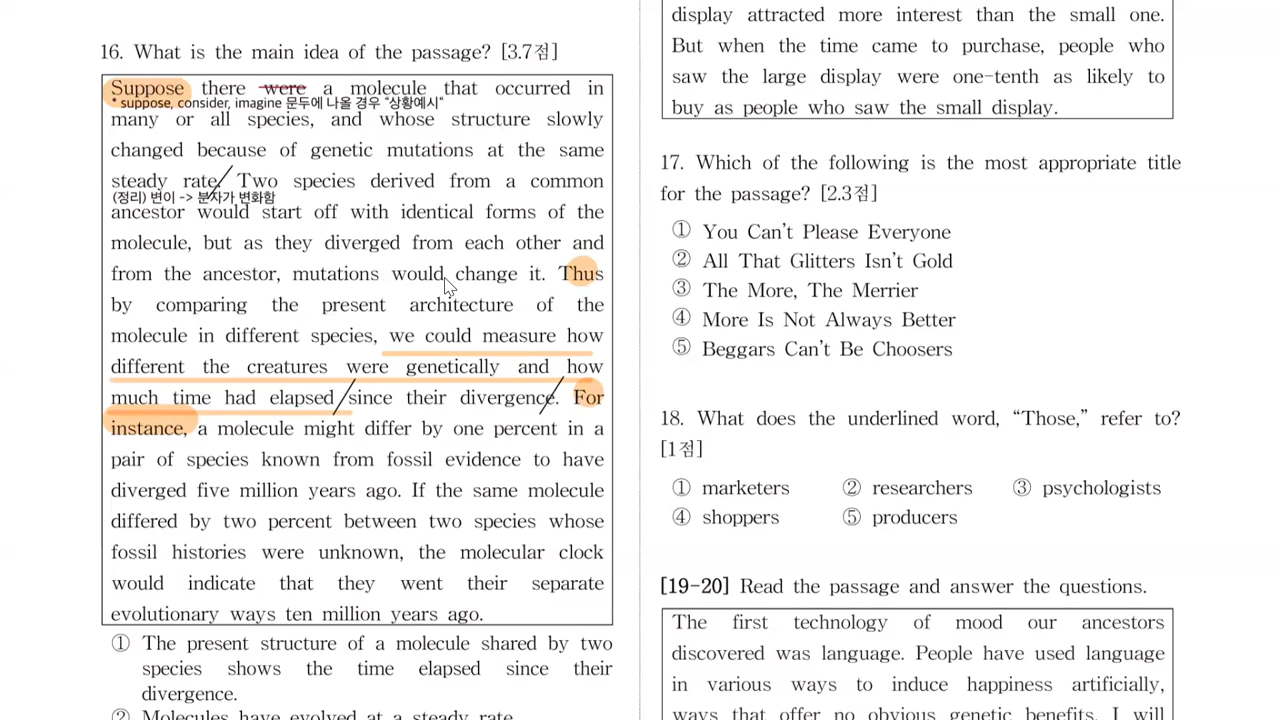 16. What is the main idea of the passage? [3.7점]
Suppose there were a molecule that occurred in
* suppose, consider, imagine 문두에 나올 경우 "상황예시"
many or all species, and whose structure slowly
changed because of genetic mutations at the same
steady rate. Two species derived from a common
(정리) 변이 -> 분자가 변화함
ancestor would start off with identical forms of the
molecule, but as they diverged from each other and
from the ancestor, mutations would change it. Thus
by comparing the present architecture of the
molecule in different species, we could measure how
different the creatures were genetically and how
much time had elapsed since their divergence. For
instance, a molecule might differ by one percent in a
pair of species known from fossil evidence to have
diverged five million years ago. If the same molecule
differed by two percent between two species whose
fossil histories were unknown, the molecular clock
would indicate that they went their separate
evolutionary ways ten million years ago.
① The present structure of a molecule shared by two
species shows the time elapsed since their
divergence.
② Molecules have evolved at a steady rate
display attracted more interest than the small one.
But when the time came to purchase, people who
saw the large display were one-tenth as likely to
buy as people who saw the small display.
17. Which of the following is the most appropriate title
for the passage? [2.3점]
① You Can't Please Everyone
② All That Glitters Isn't Gold
③ The More, The Merrier
④ More Is Not Always Better
⑤ Beggars Can't Be Choosers
18. What does the underlined word, "Those," refer to?
[1점]
① marketers ② researchers ③ psychologists
④ shoppers ⑤ producers
[19-20] Read the passage and answer the questions.
The first technology of mood our ancestors
discovered was language. People have used language
in various ways to induce happiness artificially,
ways that offer no obvious genetic benefits. I will